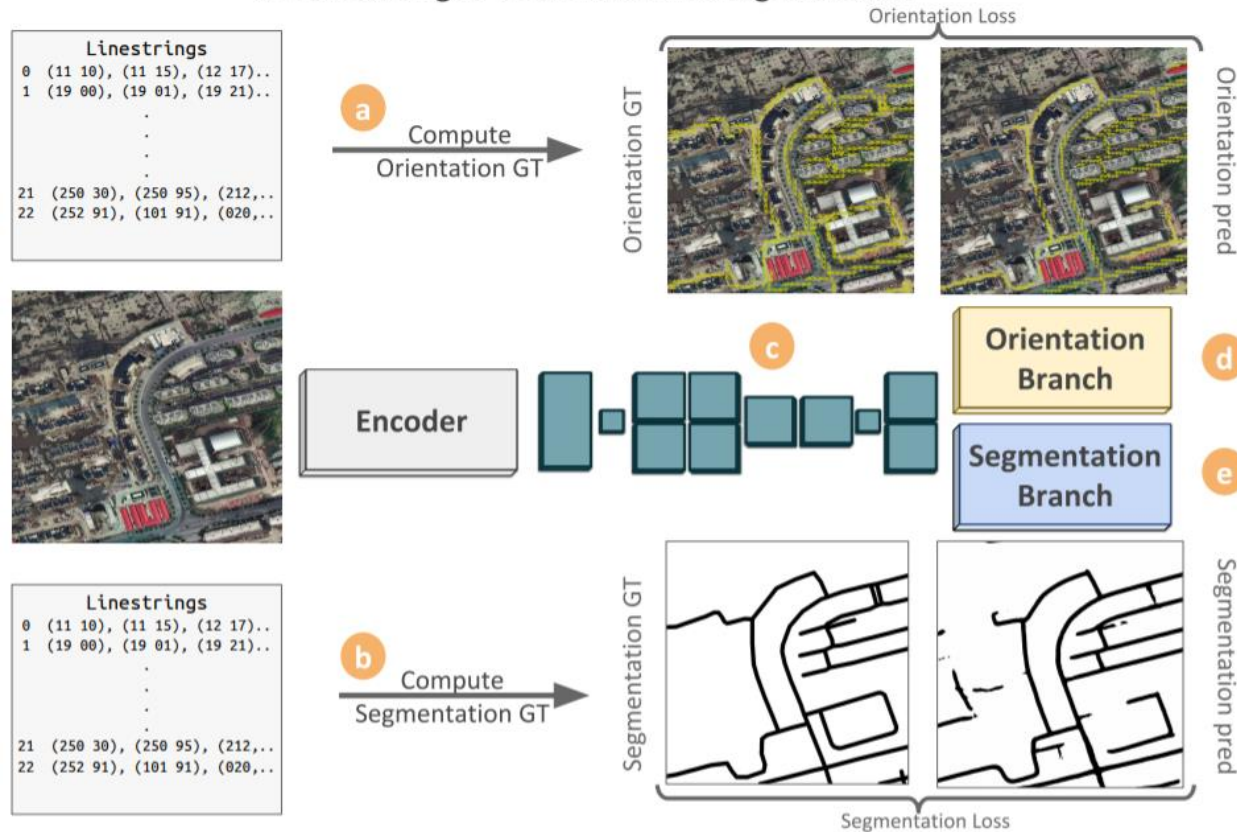 Orientation Loss
Linestrings
0 (11 10), (11 15), (12 17)..
1 (19 00), (19 01), (19 21)..
.
.
.
.
21 (250 30), (250 95), (212,..
22 (252 91), (101 91), (020,..
a
Compute
Orientation GT
Orientation GT
Orientation pred
Encoder
c
Orientation
Branch
d
Segmentation
Branch
e
Linestrings
0 (11 10), (11 15), (12 17)..
1 (19 00), (19 01), (19 21)..
.
.
.
.
21 (250 30), (250 95), (212,..
22 (252 91), (101 91), (020,..
b
Compute
Segmentation GT
Segmentation GT
Segmentation pred
Segmentation Loss